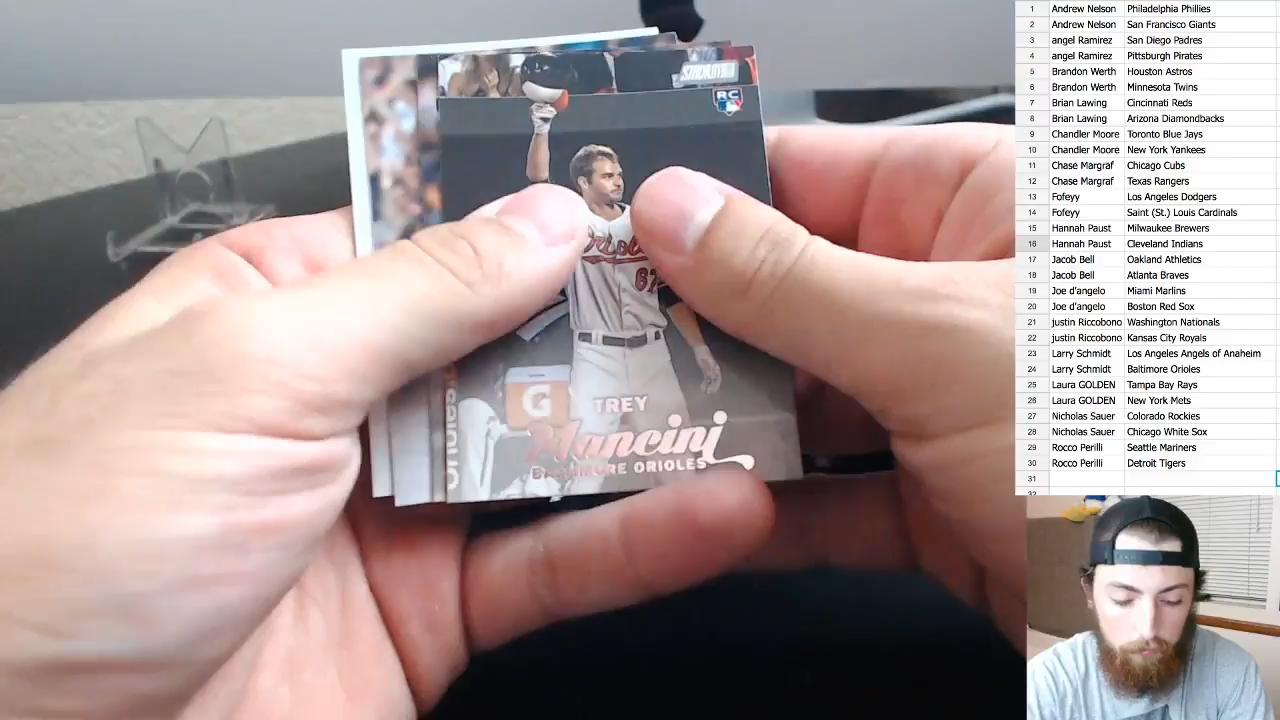 STADIUM
RC
Orioles
67
G
TREY
Mancini
BALTIMORE ORIOLES
1 Andrew Nelson Philadelphia Phillies
2 Andrew Nelson San Francisco Giants
3 angel Ramirez San Diego Padres
4 angel Ramirez Pittsburgh Pirates
5 Brandon Werth Houston Astros
6 Brandon Werth Minnesota Twins
7 Brian Lawing Cincinnati Reds
8 Brian Lawing Arizona Diamondbacks
9 Chandler Moore Toronto Blue Jays
10 Chandler Moore New York Yankees
11 Chase Margraf Chicago Cubs
12 Chase Margraf Texas Rangers
13 Fofeyy Los Angeles Dodgers
14 Fofeyy Saint (St.) Louis Cardinals
15 Hannah Paust Milwaukee Brewers
16 Hannah Paust Cleveland Indians
17 Jacob Bell Oakland Athletics
18 Jacob Bell Atlanta Braves
19 Joe d'angelo Miami Marlins
20 Joe d'angelo Boston Red Sox
21 justin Riccobono Washington Nationals
22 justin Riccobono Kansas City Royals
23 Larry Schmidt Los Angeles Angels of Anaheim
24 Larry Schmidt Baltimore Orioles
25 Laura GOLDEN Tampa Bay Rays
26 Laura GOLDEN New York Mets
27 Nicholas Sauer Colorado Rockies
28 Nicholas Sauer Chicago White Sox
29 Rocco Perilli Seattle Mariners
30 Rocco Perilli Detroit Tigers
31
32